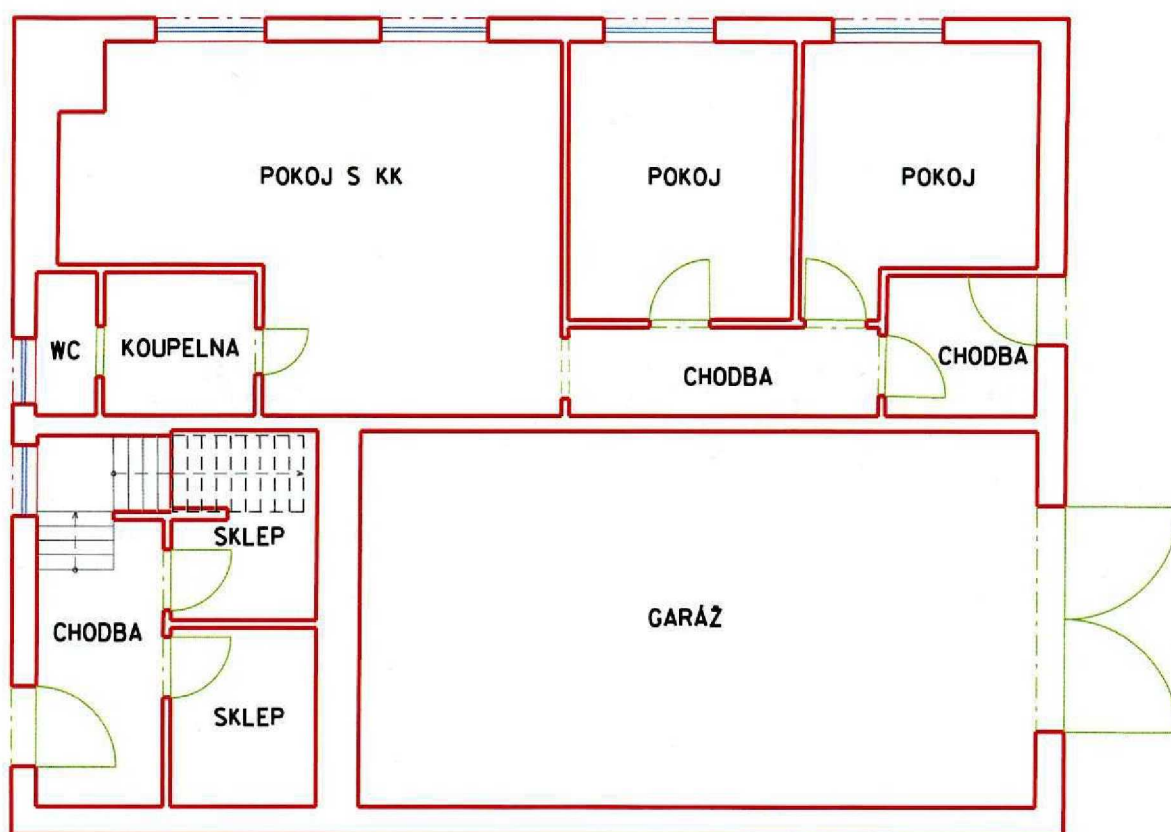 POKOJ S KK
POKOJ
POKOJ
WC
KOUPELNA
CHODBA
CHODBA
SKLEP
CHODBA
GARÁŽ
SKLEP